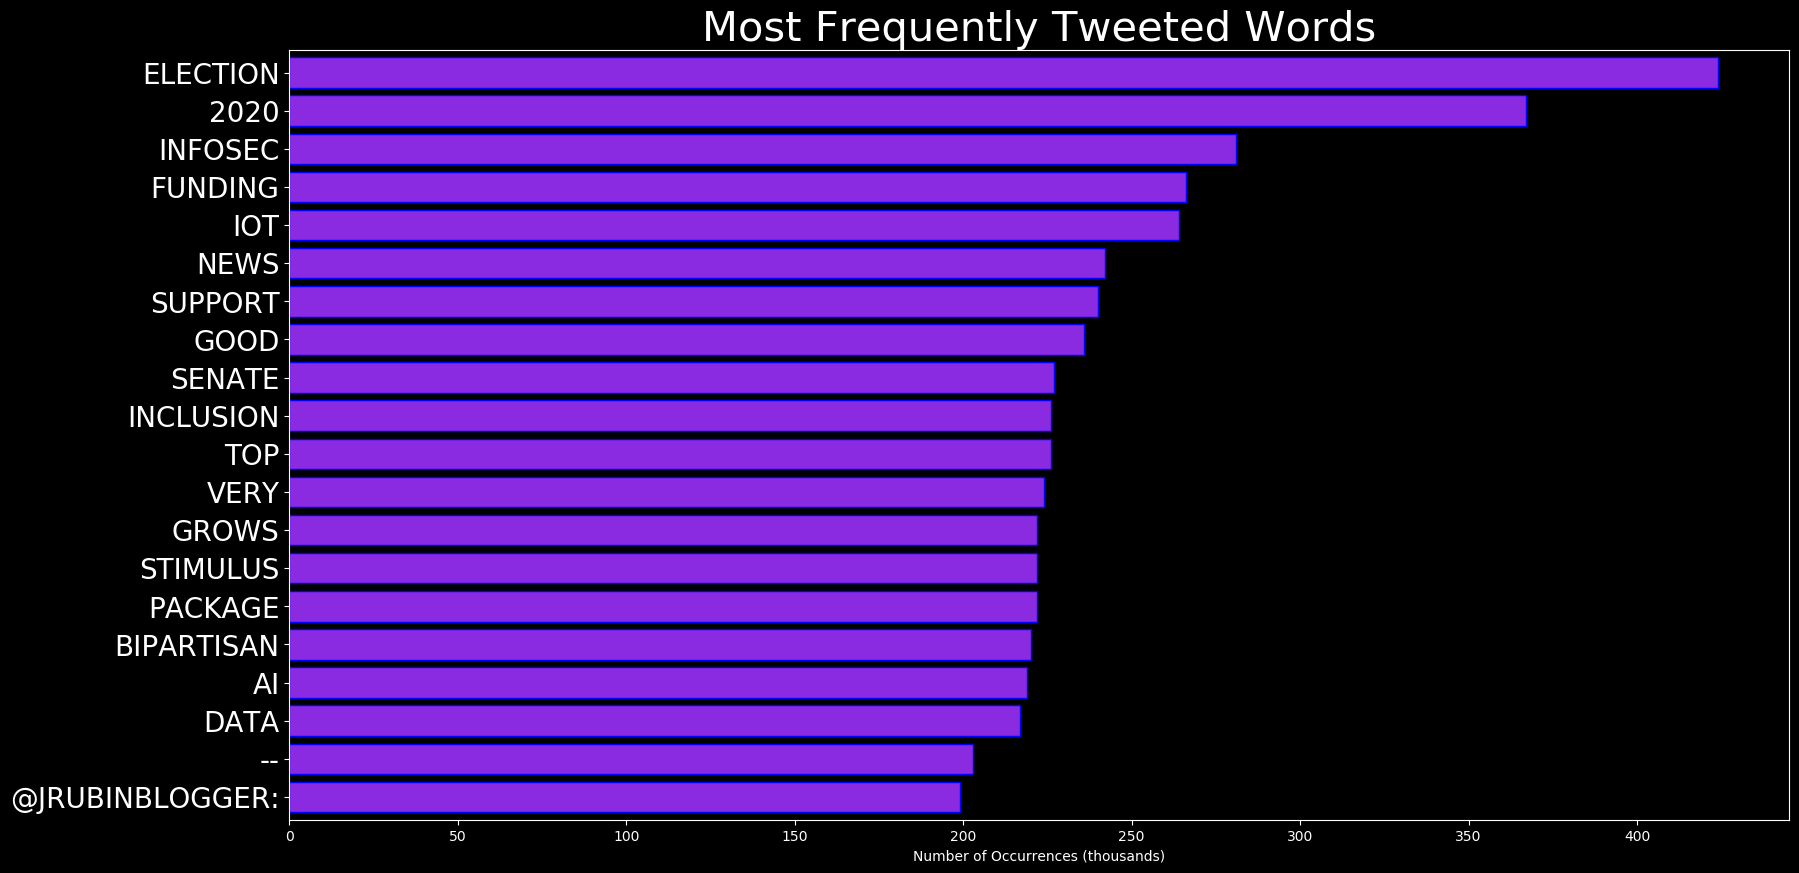 Most Frequently Tweeted Words
ELECTION
2020
INFOSEC
FUNDING
IOT
NEWS
SUPPORT
GOOD
SENATE
INCLUSION
TOP
VERY
GROWS
STIMULUS
PACKAGE
BIPARTISAN
AI
DATA
--
@JRUBINBLOGGER:
0 50 100 150 200 250 300 350 400
Number of Occurrences (thousands)